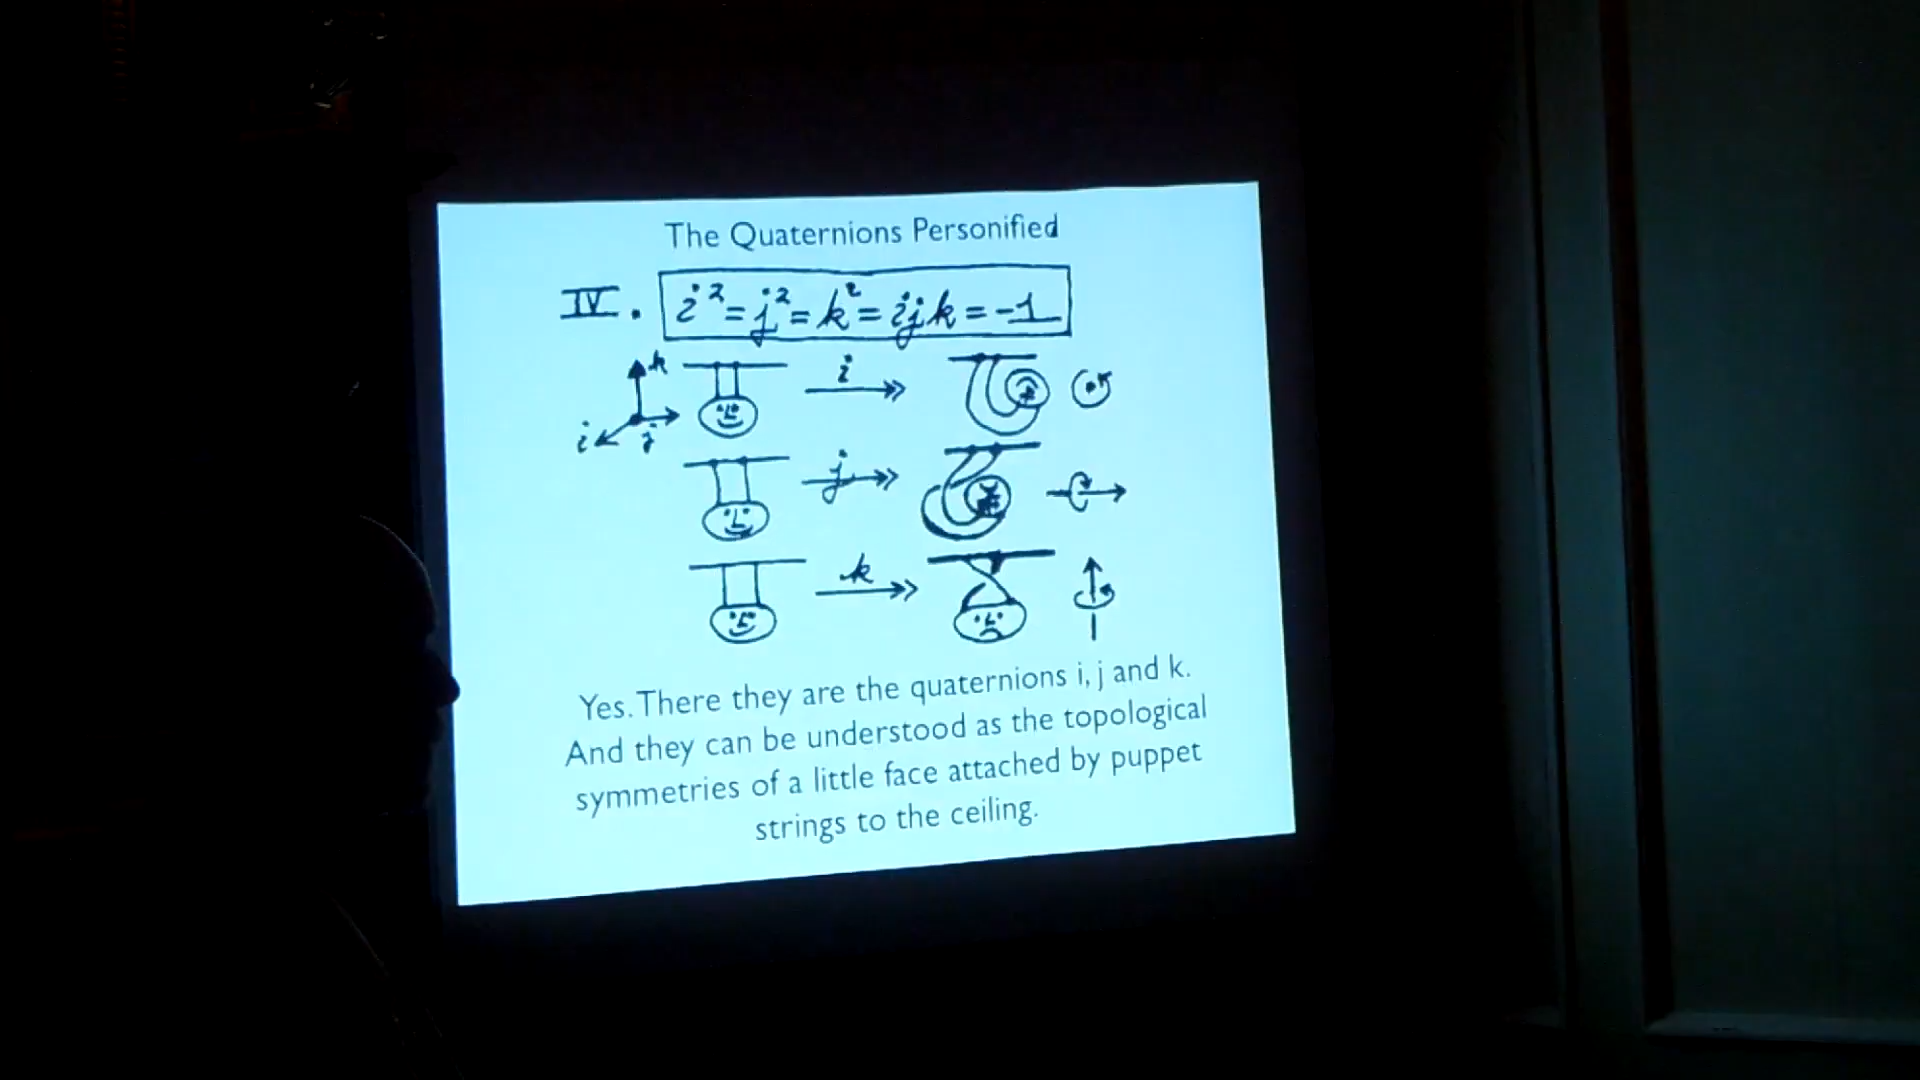 The Quaternions Personified
IV. i²=j²=k²=ijk=-1
k
i j
i
j
k
Yes. There they are the quaternions i, j and k.
And they can be understood as the topological
symmetries of a little face attached by puppet
strings to the ceiling.